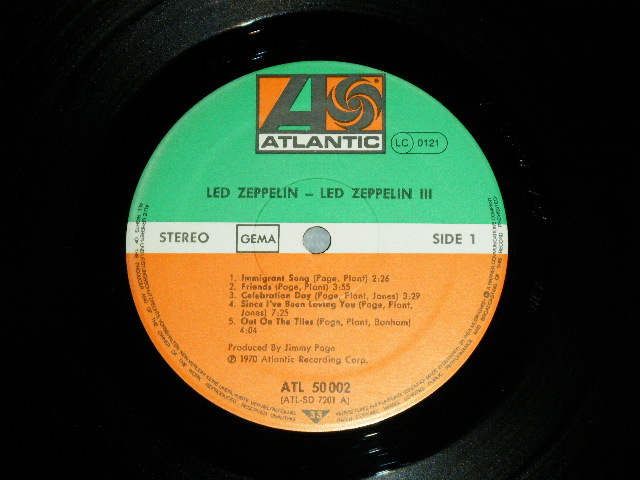 ATLANTIC
LC 0121
LED ZEPPELIN – LED ZEPPELIN III
STEREO
GEMA
SIDE 1
1. Immigrant Song (Page, Plant) 2:26
2. Friends (Page, Plant) 3:55
3. Celebration Day (Page, Plant, Jones) 3:29
4. Since I've Been Loving You (Page, Plant,
Jones) 7:25
5. Out On The Tiles (Page, Plant, Bonham)
4:04
Produced by Jimmy Page
℗ 1970 Atlantic Recording Corp.
ATL 50 002
(ATL-SD 7201 A)
33